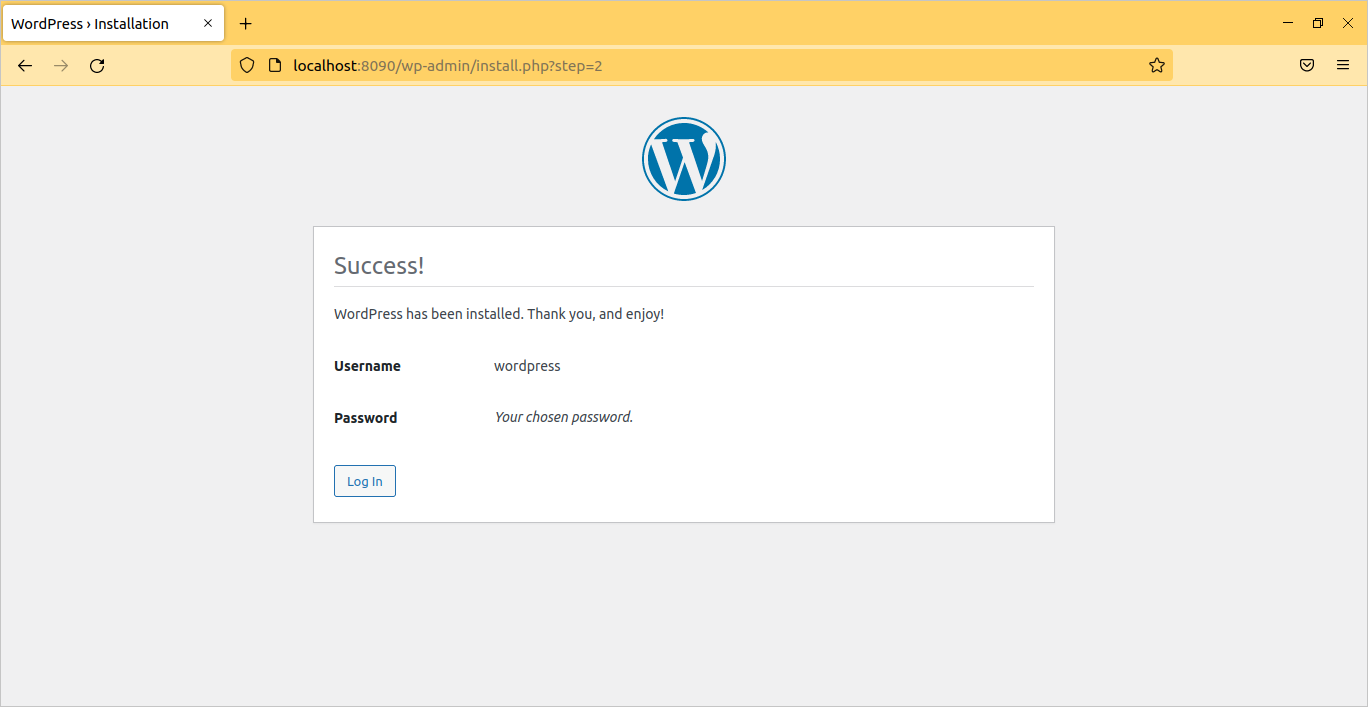 WordPress › Installation
localhost:8090/wp-admin/install.php?step=2
Success!
WordPress has been installed. Thank you, and enjoy!
Username wordpress
Password Your chosen password.
Log In